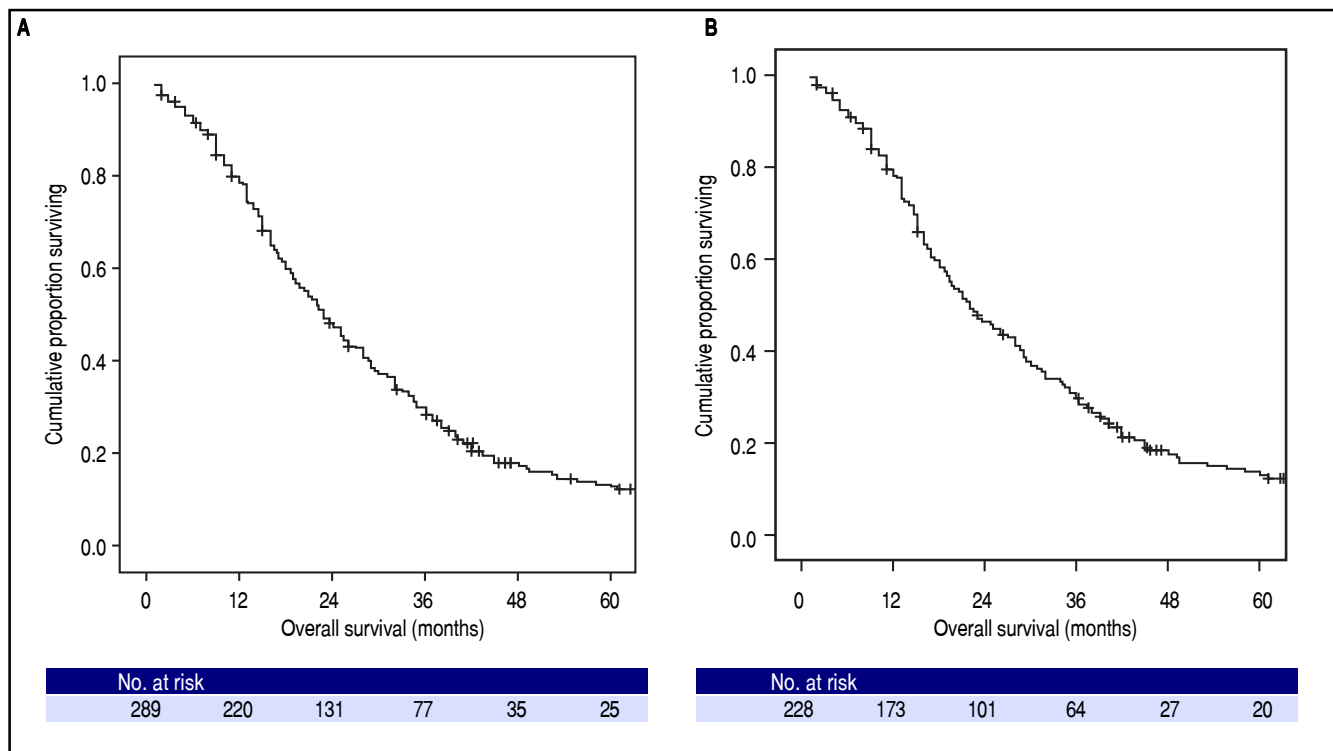 A
Cumulative proportion surviving
1.0
0.8
0.6
0.4
0.2
0.0
0 12 24 36 48 60
Overall survival (months)
No. at risk
289 220 131 77 35 25
B
Cumulative proportion surviving
1.0
0.8
0.6
0.4
0.2
0.0
0 12 24 36 48 60
Overall survival (months)
No. at risk
228 173 101 64 27 20